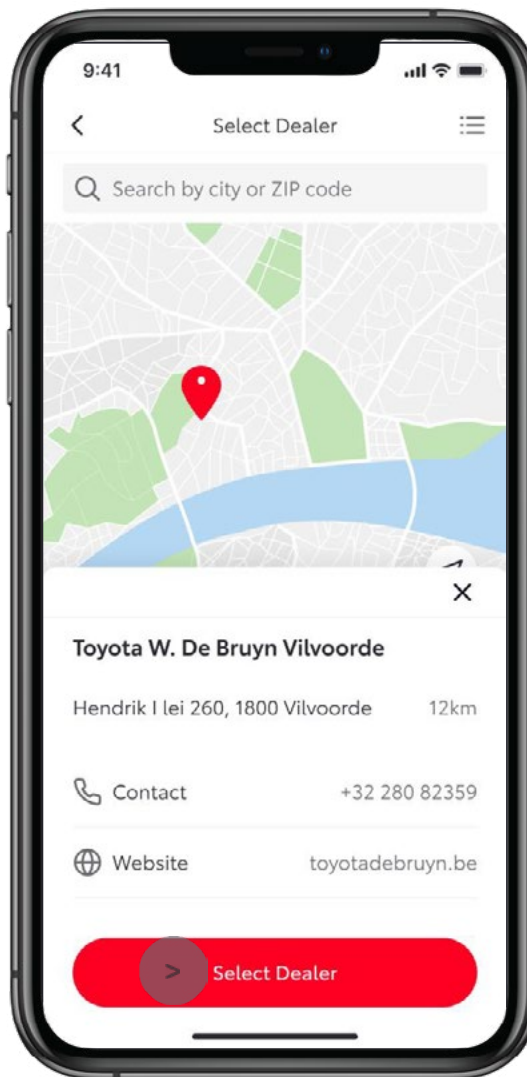 9:41
Select Dealer
Search by city or ZIP code
Toyota W. De Bruyn Vilvoorde
Hendrik I lei 260, 1800 Vilvoorde 12km
Contact +32 280 82359
Website toyotadebruyn.be
> Select Dealer